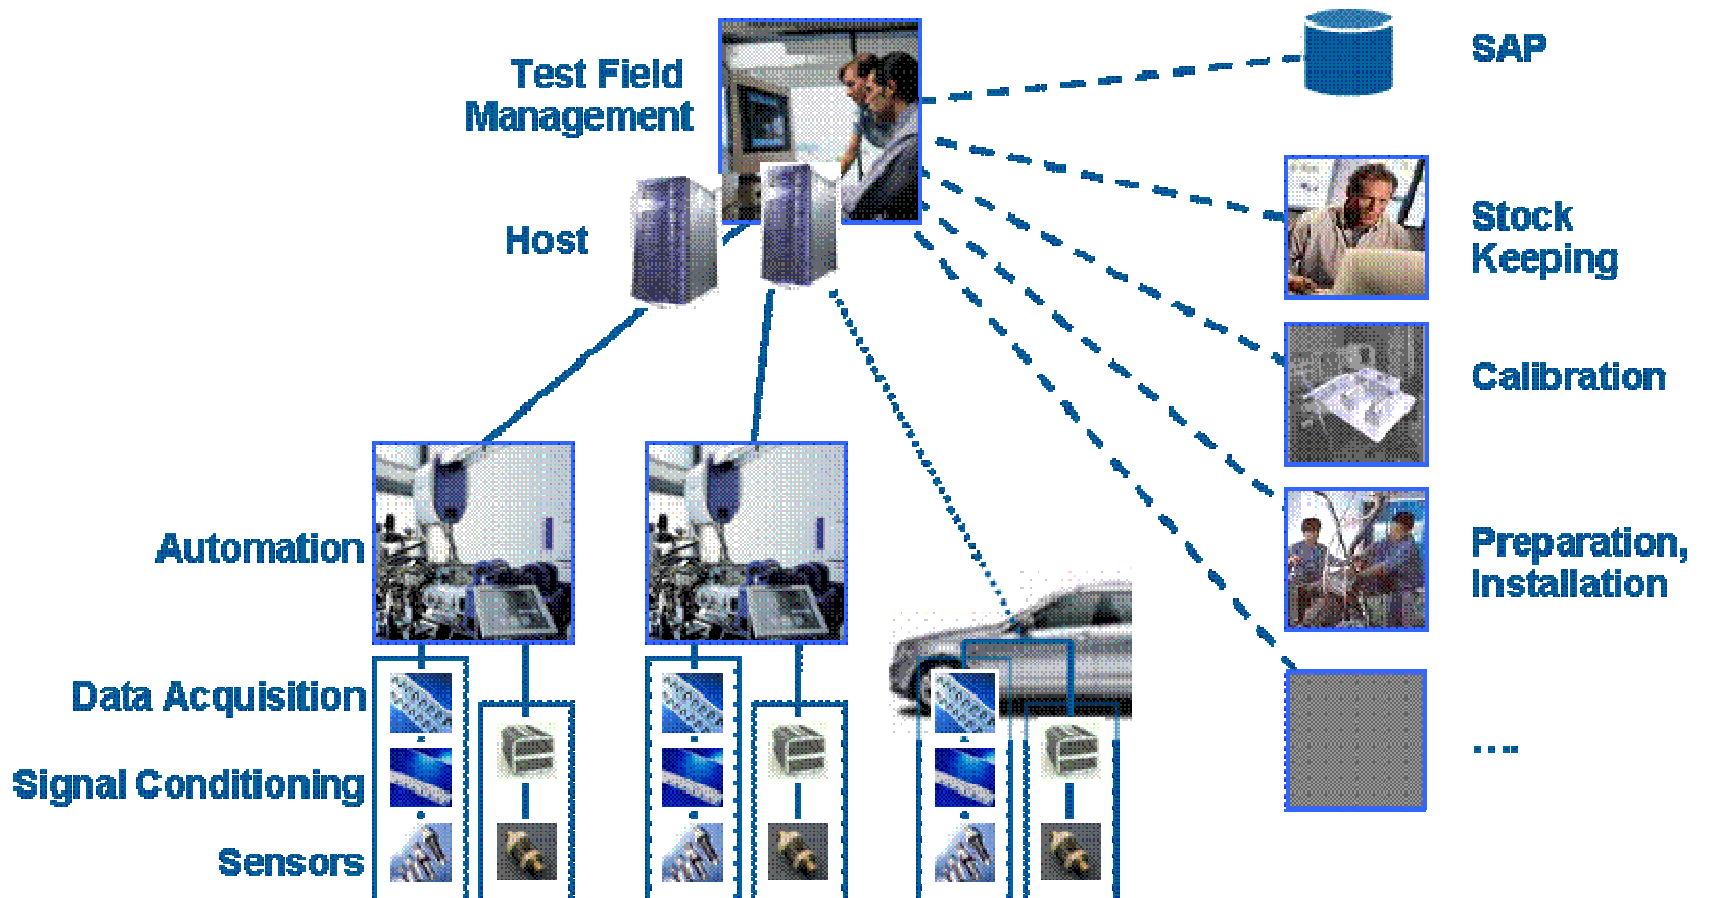 Test Field
Management
SAP
Host
Stock
Keeping
Calibration
Automation
Preparation,
Installation
Data Acquisition
....
Signal Conditioning
Sensors